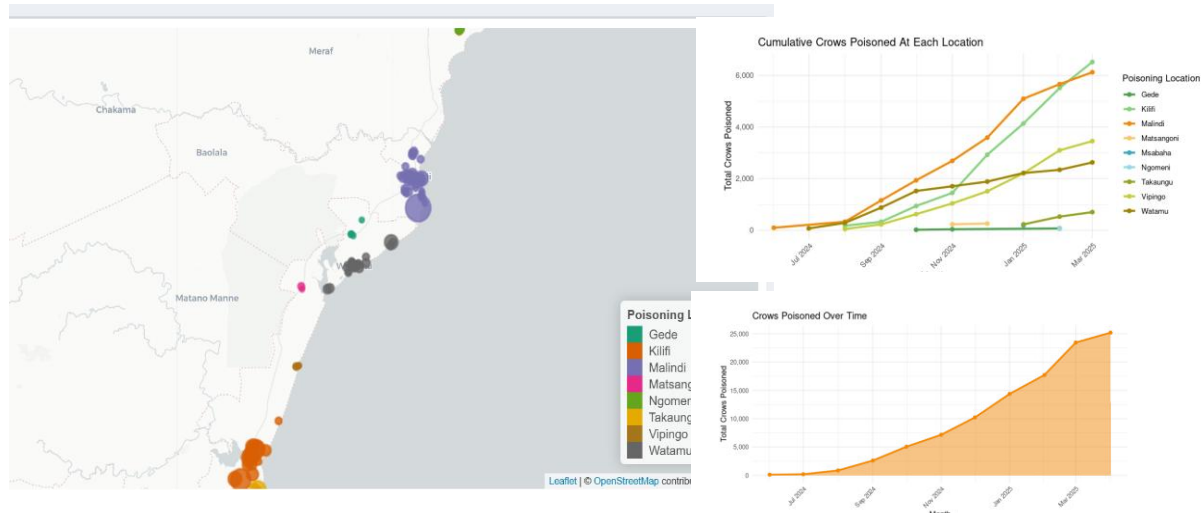 Meraf
Chakama
Baolala
Matano Manne
Poisoning L
Gede
Kilifi
Malindi
Matsang
Ngomen
Takaung
Vipingo
Watamu
Leaflet | © OpenStreetMap contrib
Cumulative Crows Poisoned At Each Location
Total Crows Poisoned
6,000
4,000
2,000
0
Jul 2024
Sep 2024
Nov 2024
Jan 2025
Mar 2025
Poisoning Location
Gede
Kilifi
Malindi
Matsangoni
Msabaha
Ngomeni
Takaungu
Vipingo
Watamu
Crows Poisoned Over Time
Total Crows Poisoned
25,000
20,000
15,000
10,000
5,000
0
Jul 2024
Sep 2024
Nov 2024
Jan 2025
Mar 2025